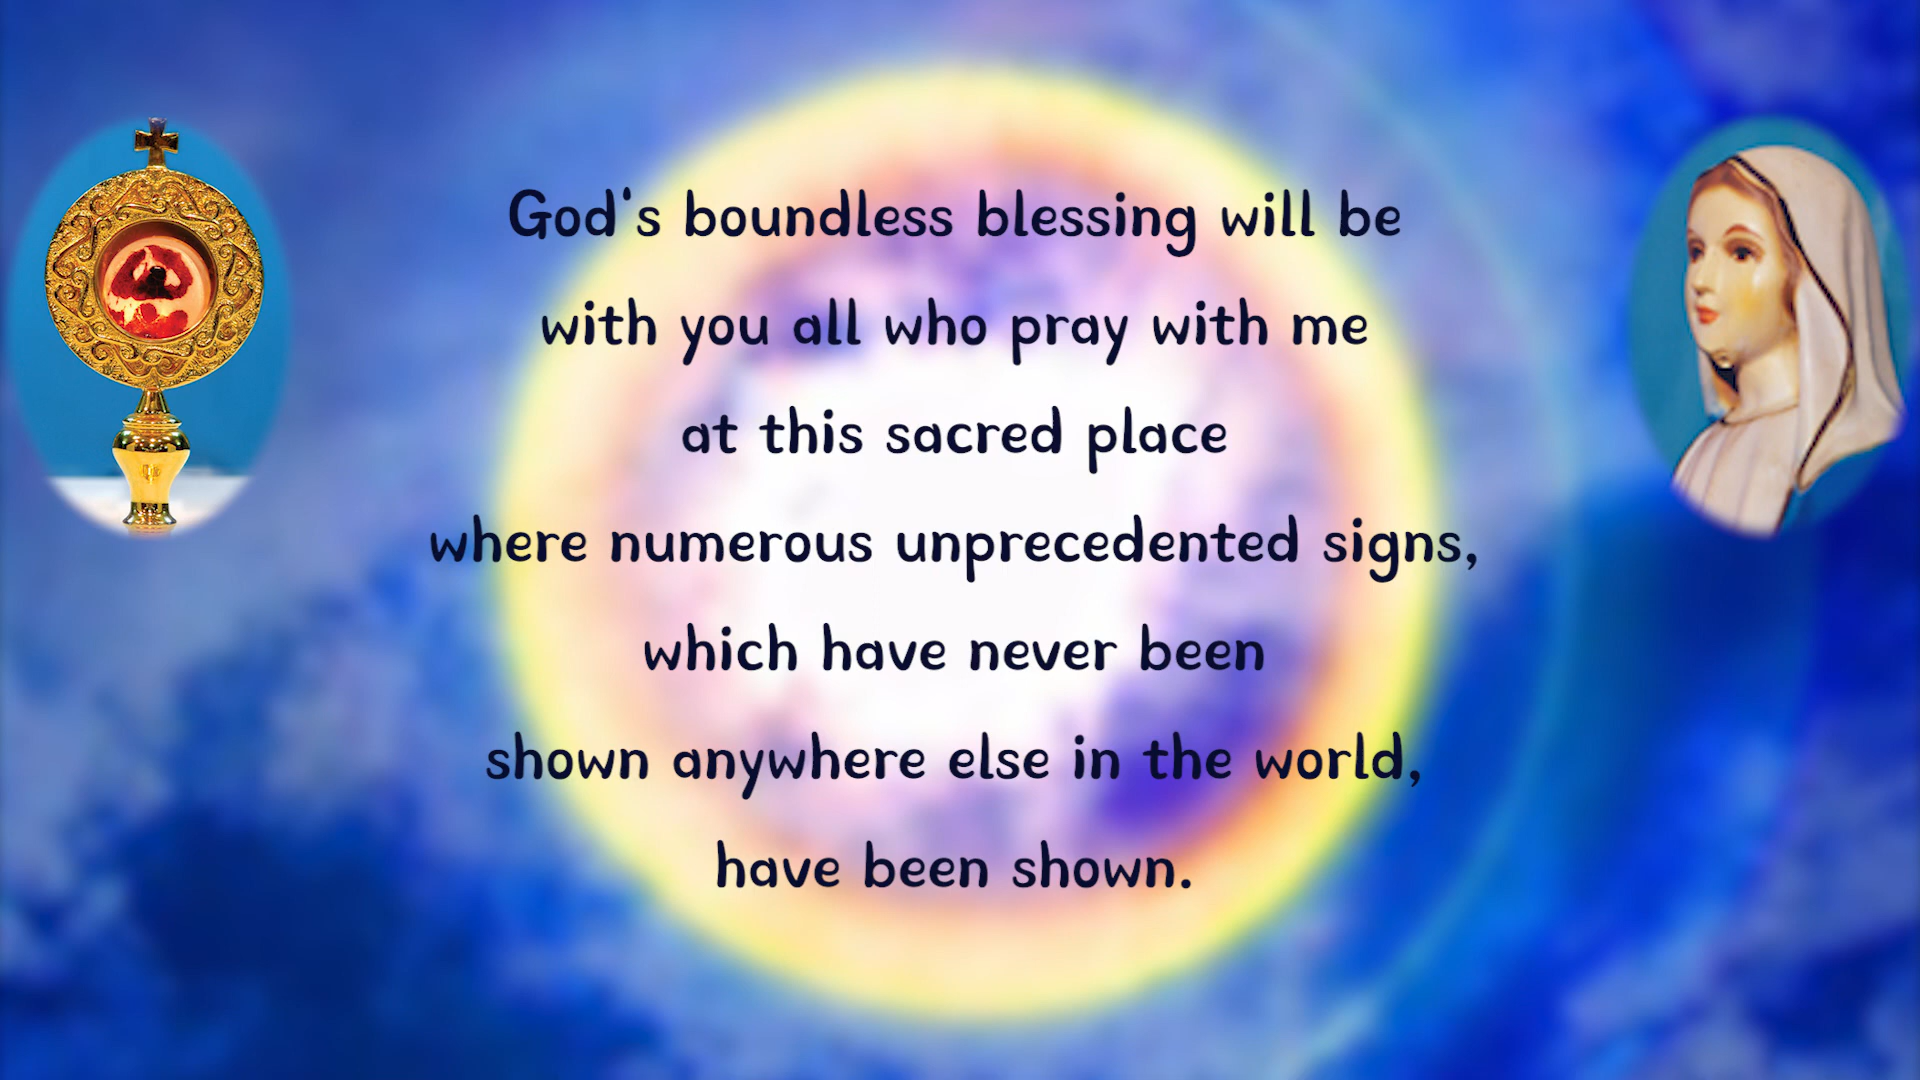 God's boundless blessing will be
with you all who pray with me
at this sacred place
where numerous unprecedented signs,
which have never been
shown anywhere else in the world,
have been shown.